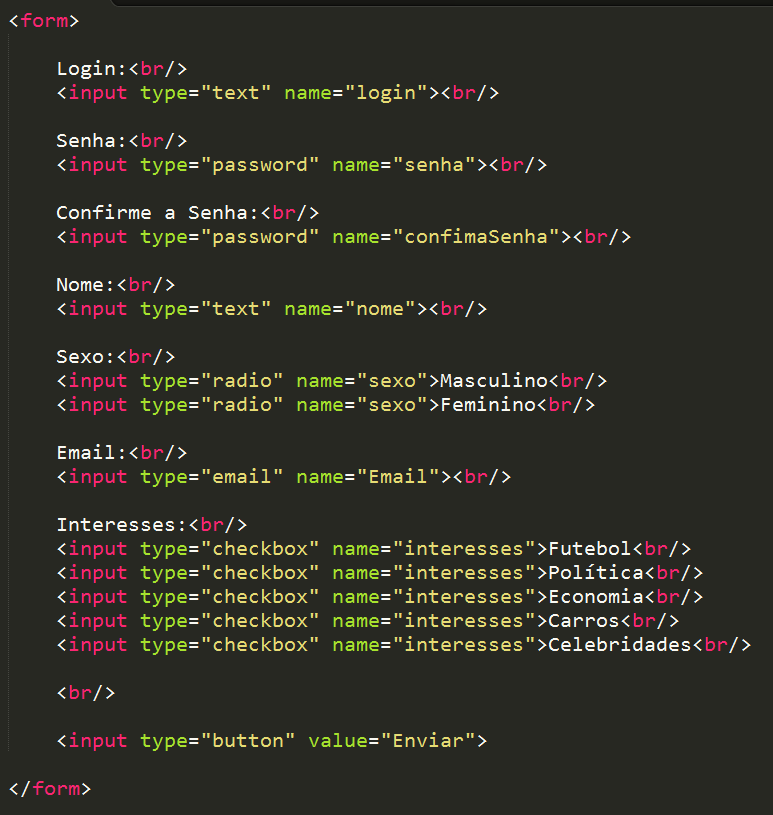 <form>
Login:<br/>
<input type="text" name="login"><br/>
Senha:<br/>
<input type="password" name="senha"><br/>
Confirme a Senha:<br/>
<input type="password" name="confimaSenha"><br/>
Nome:<br/>
<input type="text" name="nome"><br/>
Sexo:<br/>
<input type="radio" name="sexo">Masculino<br/>
<input type="radio" name="sexo">Feminino<br/>
Email:<br/>
<input type="email" name="Email"><br/>
Interesses:<br/>
<input type="checkbox" name="interesses">Futebol<br/>
<input type="checkbox" name="interesses">Política<br/>
<input type="checkbox" name="interesses">Economia<br/>
<input type="checkbox" name="interesses">Carros<br/>
<input type="checkbox" name="interesses">Celebridades<br/>
<br/>
<input type="button" value="Enviar">
</form>